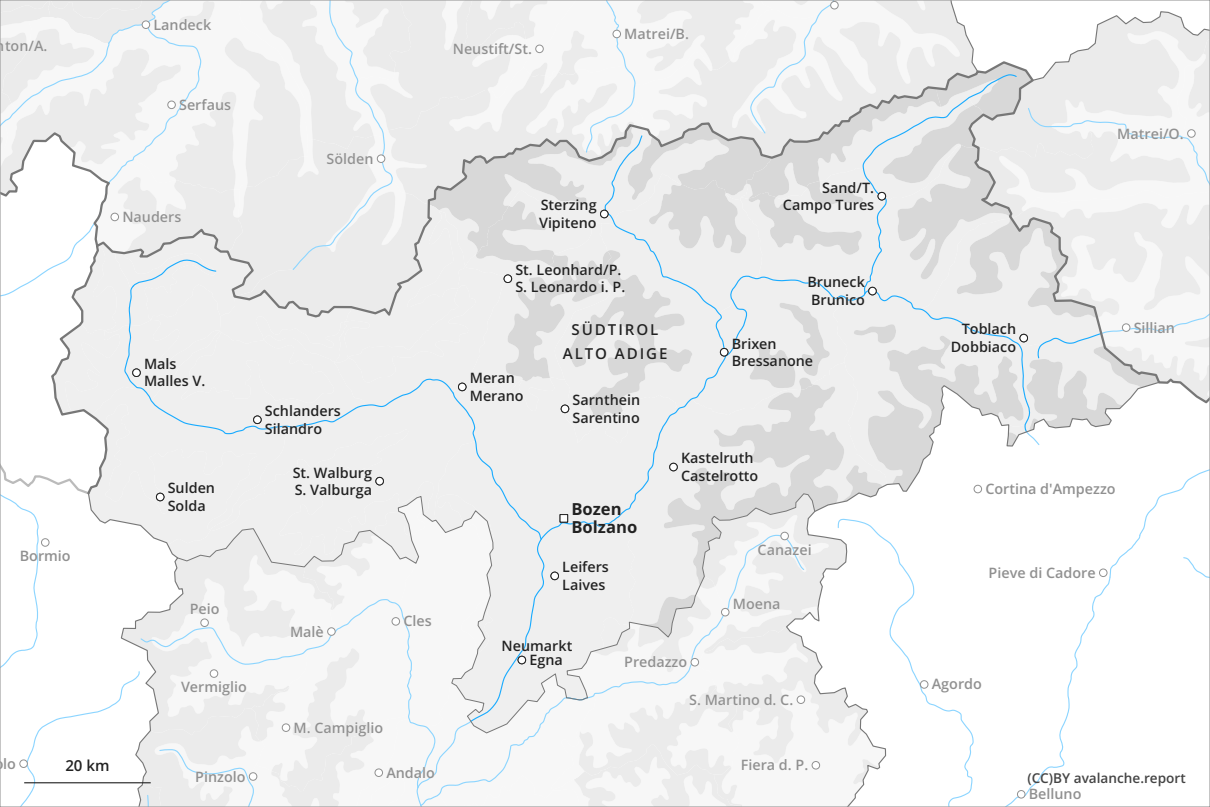 Landeck
Matrei/B.
nton/A.
Neustift/St.
Serfaus
Matrei/O.
Sölden
Sand/T.
Campo Tures
Sterzing
Vipiteno
Nauders
St. Leonhard/P.
S. Leonardo i. P.
Bruneck
Brunico
SÜDTIROL
ALTO ADIGE
Toblach
Dobbiaco
Sillian
Brixen
Bressanone
Mals
Malles V.
Meran
Merano
Sarnthein
Sarentino
Schlanders
Silandro
Kastelruth
Castelrotto
St. Walburg
S. Valburga
Sulden
Solda
Cortina d'Ampezzo
Bozen
Bolzano
Bormio
Canazei
Leifers
Laives
Pieve di Cadore
Peio
Moena
Malè
Cles
Neumarkt
Egna
Predazzo
Vermiglio
Agordo
S. Martino d. C.
M. Campiglio
olo
20 km
Fiera d. P.
Pinzolo
Andalo
(CC)BY avalanche.report
Belluno